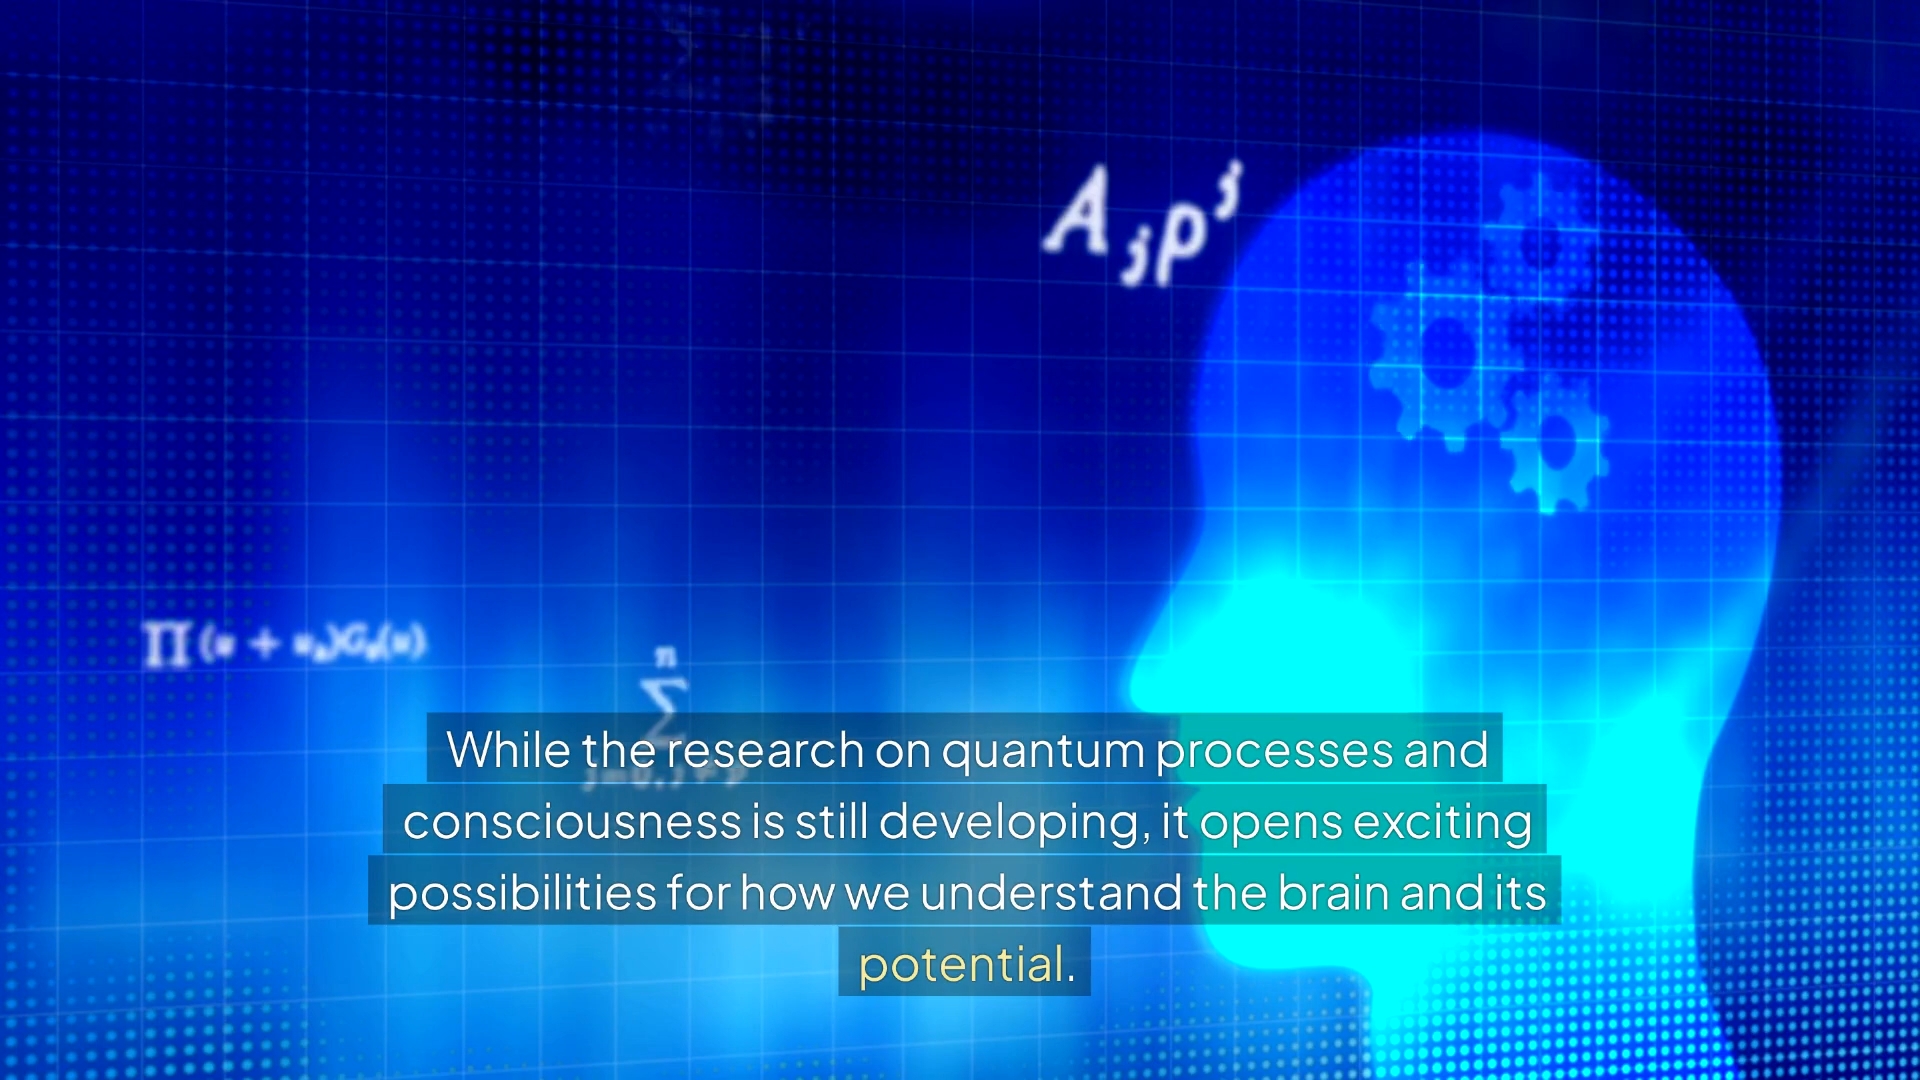 A_j p^j
n
∑
While the research on quantum processes and
consciousness is still developing, it opens exciting
possibilities for how we understand the brain and its
potential.